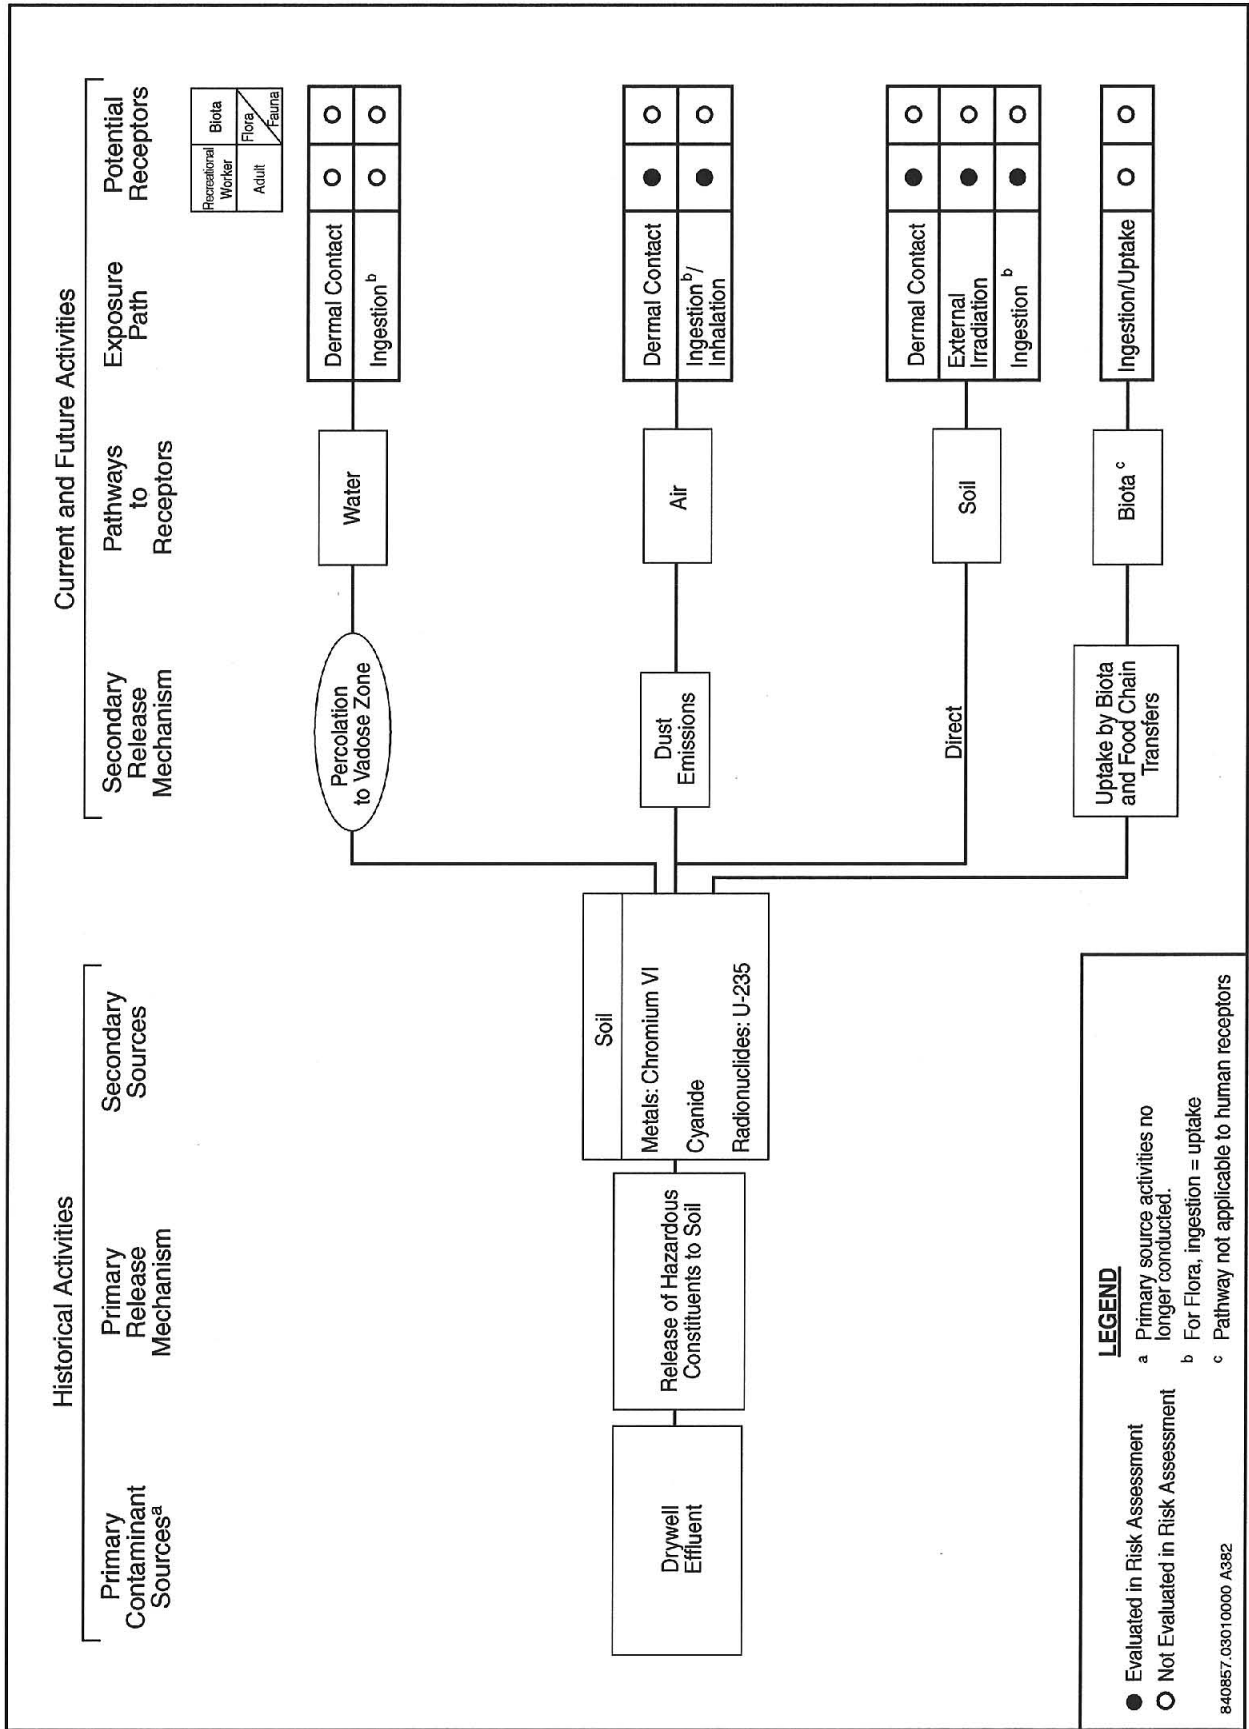 Historical Activities
Current and Future Activities
Primary
Contaminant
Sources a
Primary
Release
Mechanism
Secondary
Sources
Secondary
Release
Mechanism
Pathways
to
Receptors
Exposure
Path
Potential
Receptors
Recreational
Worker
Biota
Adult
Flora
Fauna
Drywell
Effluent
Release of Hazardous
Constituents to Soil
Soil
Metals: Chromium VI
Cyanide
Radionuclides: U-235
Percolation
to Vadose Zone
Water
Dermal Contact
Ingestion b
Dust
Emissions
Air
Dermal Contact
Ingestion b/
Inhalation
Direct
Soil
Dermal Contact
External
Irradiation
Ingestion b
Uptake by Biota
and Food Chain
Transfers
Biota c
Ingestion/Uptake
LEGEND
Evaluated in Risk Assessment
Not Evaluated in Risk Assessment
a Primary source activities no
longer conducted.
b For Flora, ingestion = uptake
c Pathway not applicable to human receptors
840857.03010000 A382